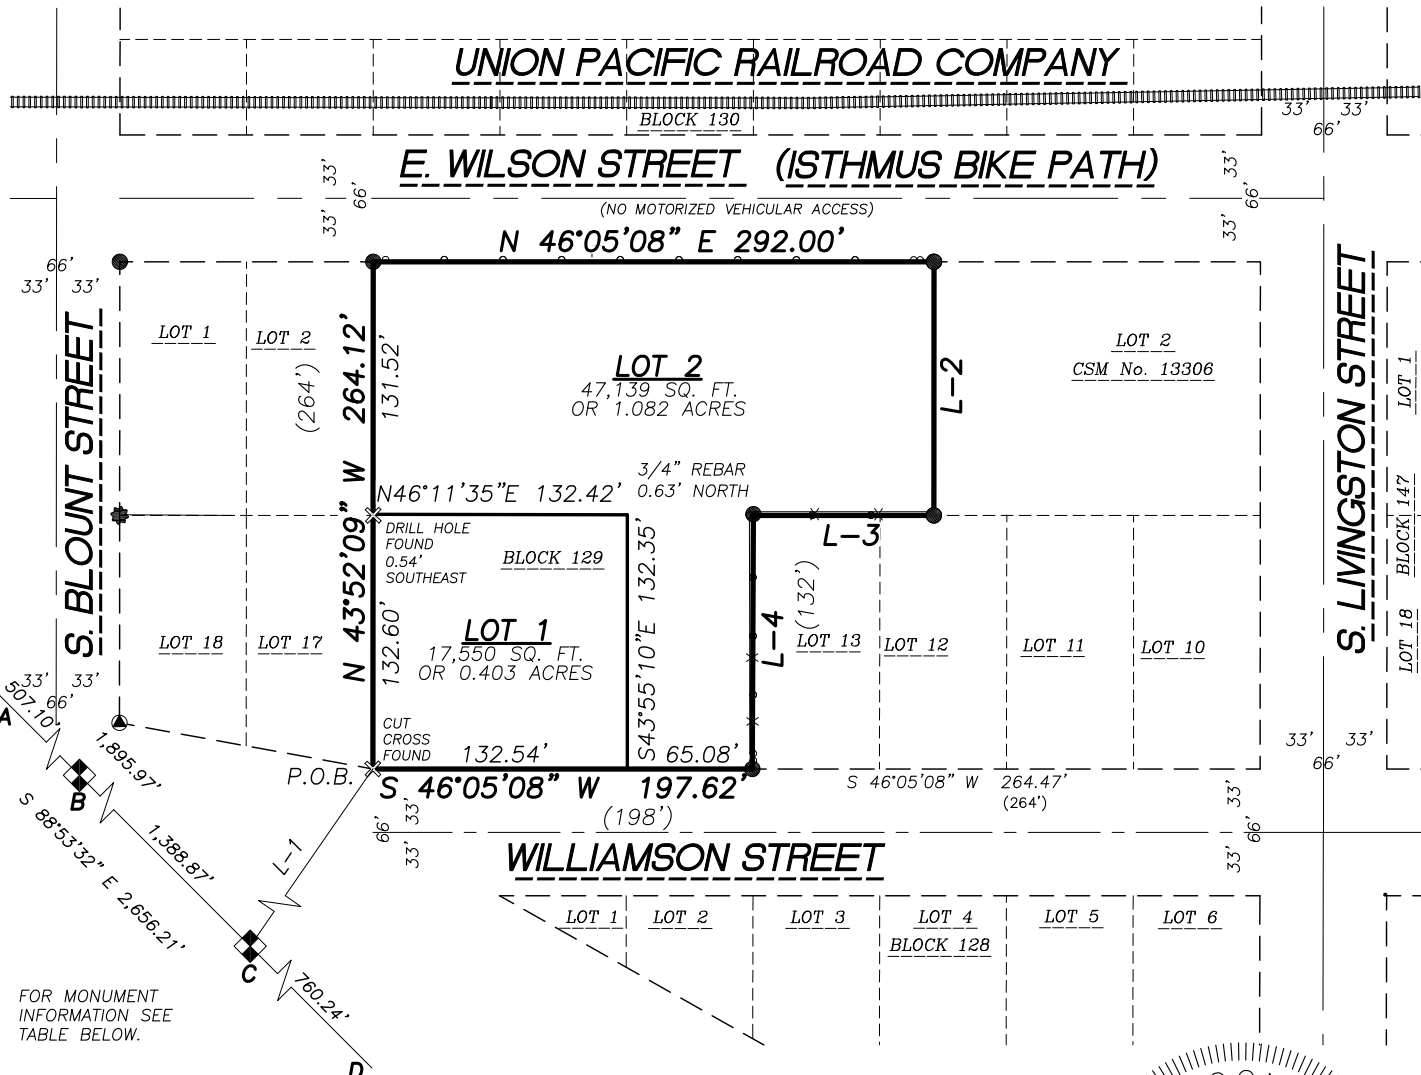 UNION PACIFIC RAILROAD COMPANY
33' 33'
66'
BLOCK 130
E. WILSON STREET (ISTHMUS BIKE PATH)
33'
66'
33'
33'
66'
33'
(NO MOTORIZED VEHICULAR ACCESS)
N 46°05'08" E 292.00'
66'
33' 33'
S. BLOUNT STREET
LOT 1
LOT 2
(264')
N 43°52'09" W 264.12'
131.52'
LOT 2
47,139 SQ. FT.
OR 1.082 ACRES
L-2
LOT 2
CSM No. 13306
S. LIVINGSTON STREET
LOT 1
BLOCK 147
LOT 18
3/4" REBAR
0.63' NORTH
N46°11'35"E 132.42'
DRILL HOLE
FOUND
0.54'
SOUTHEAST
BLOCK 129
L-3
(132')
L-4
S43°55'10"E 132.35'
132.60'
LOT 1
17,550 SQ. FT.
OR 0.403 ACRES
LOT 18
LOT 17
LOT 13
LOT 12
LOT 11
LOT 10
33' 33'
66'
507.10'
A
CUT
CROSS
FOUND
132.54'
65.08'
P.O.B.
S 46°05'08" W 197.62'
(198')
S 46°05'08" W 264.47'
(264')
33' 33'
66'
1,895.97'
B
33'
66'
33'
33'
66'
33'
S 88°53'32" E 2,656.21'
1,388.87'
L-1
WILLIAMSON STREET
LOT 1
LOT 2
LOT 3
LOT 4
LOT 5
LOT 6
BLOCK 128
C
760.24'
FOR MONUMENT
INFORMATION SEE
TABLE BELOW.
D